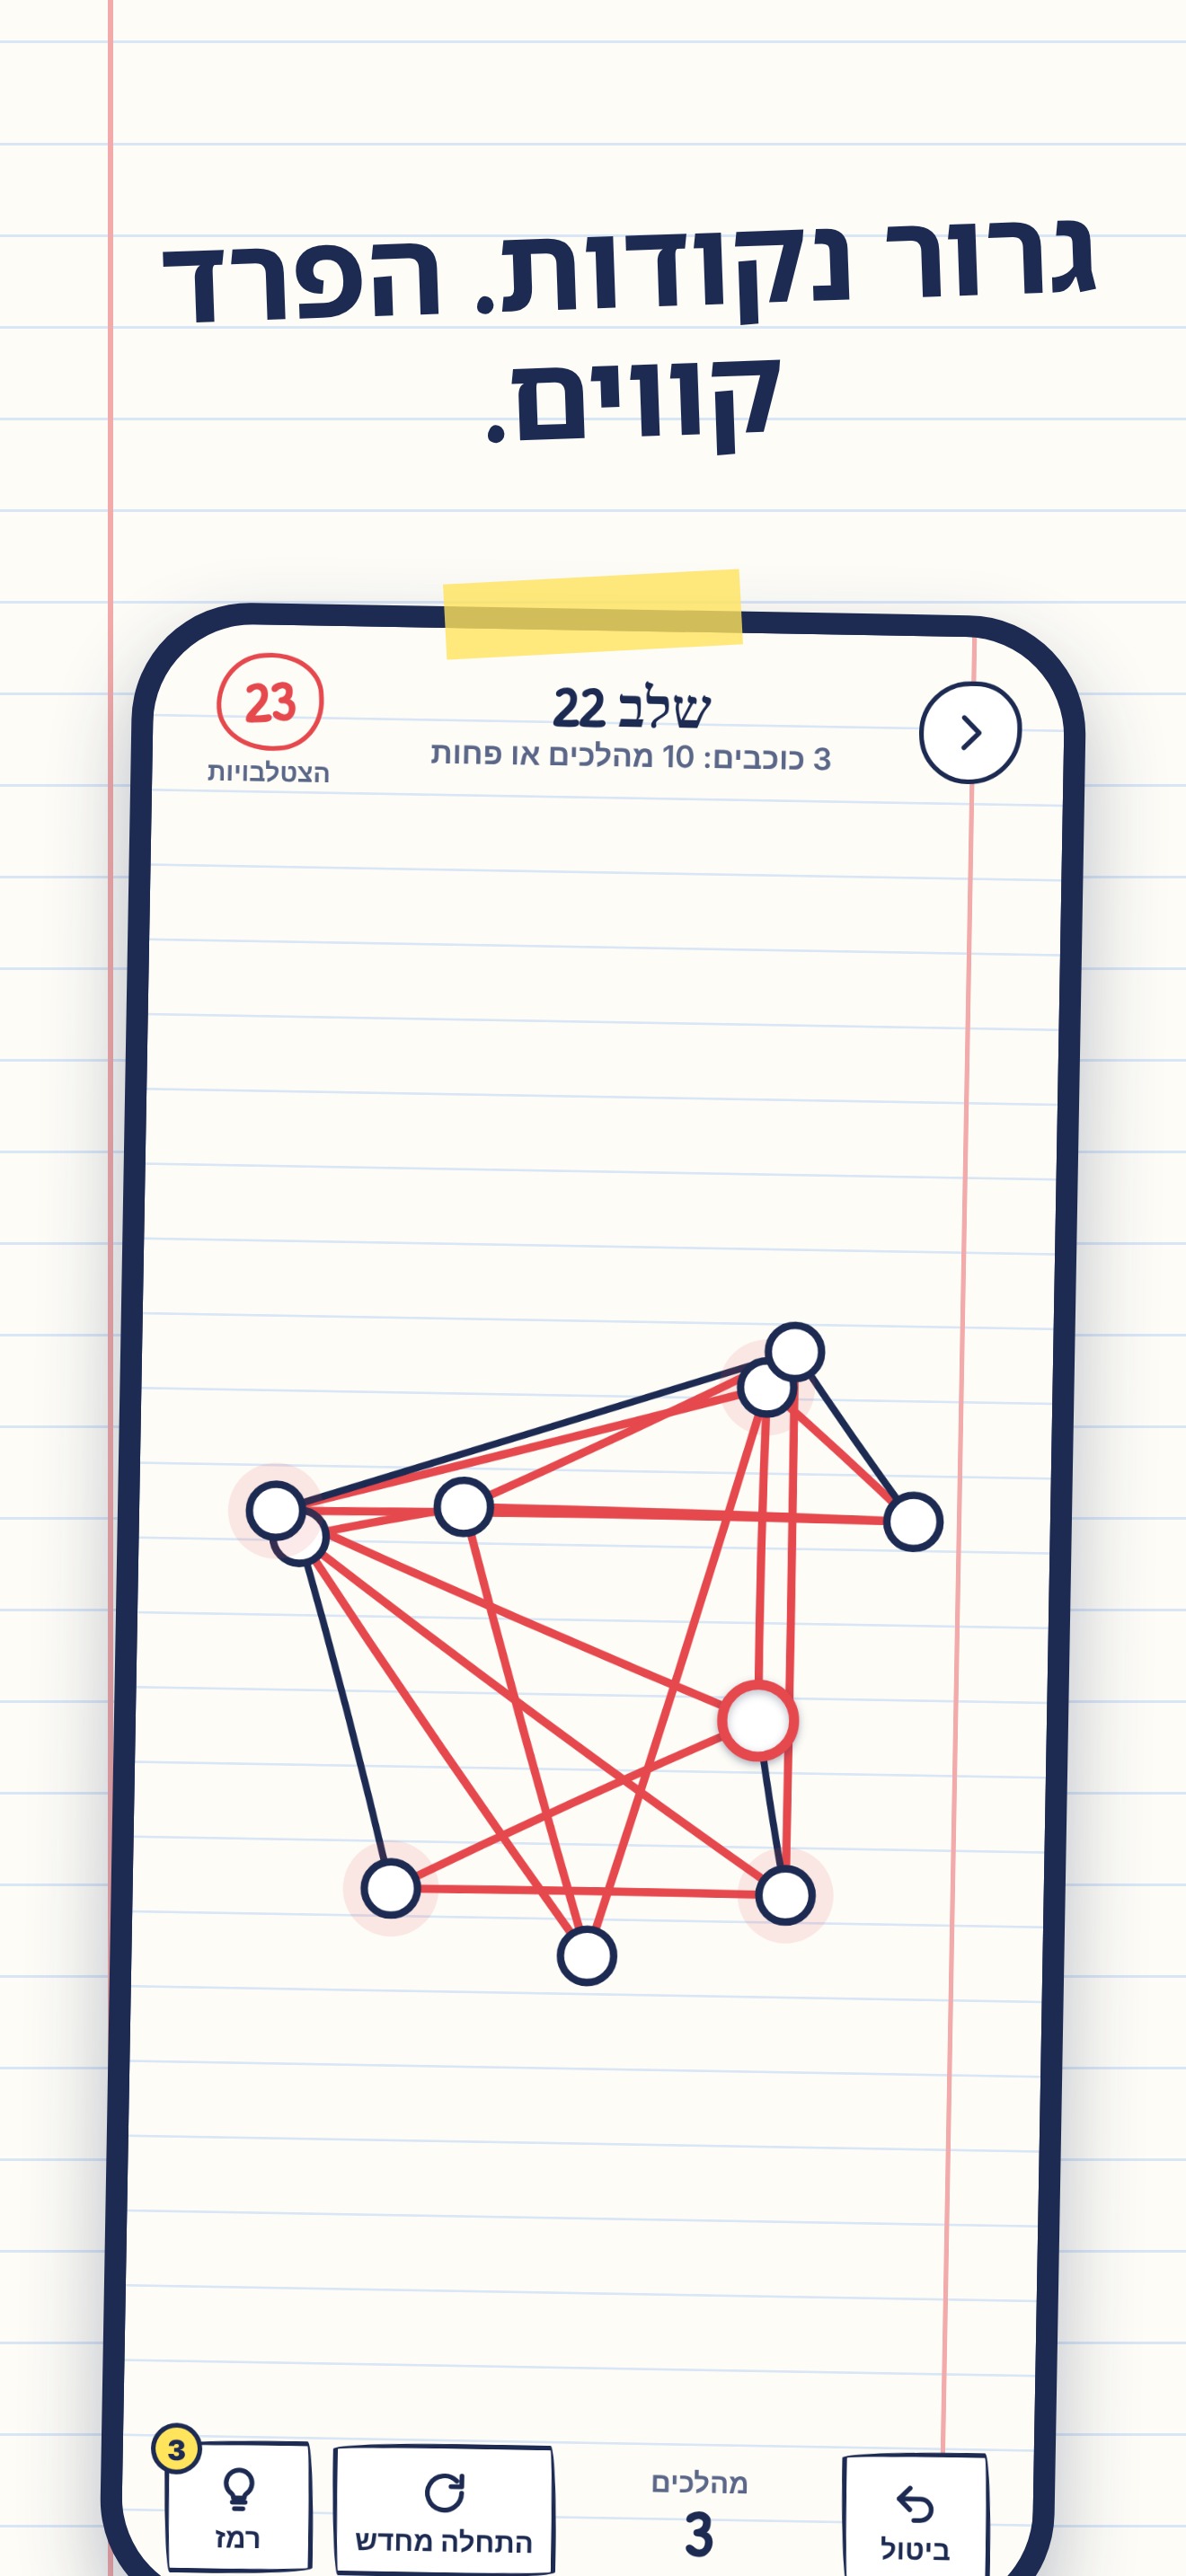 גרור נקודות. הפרד
קווים.
שלב 22
3 כוכבים: 10 מהלכים או פחות
23
הצטלבויות
ביטול
מהלכים
3
התחלה מחדש
3
רמז